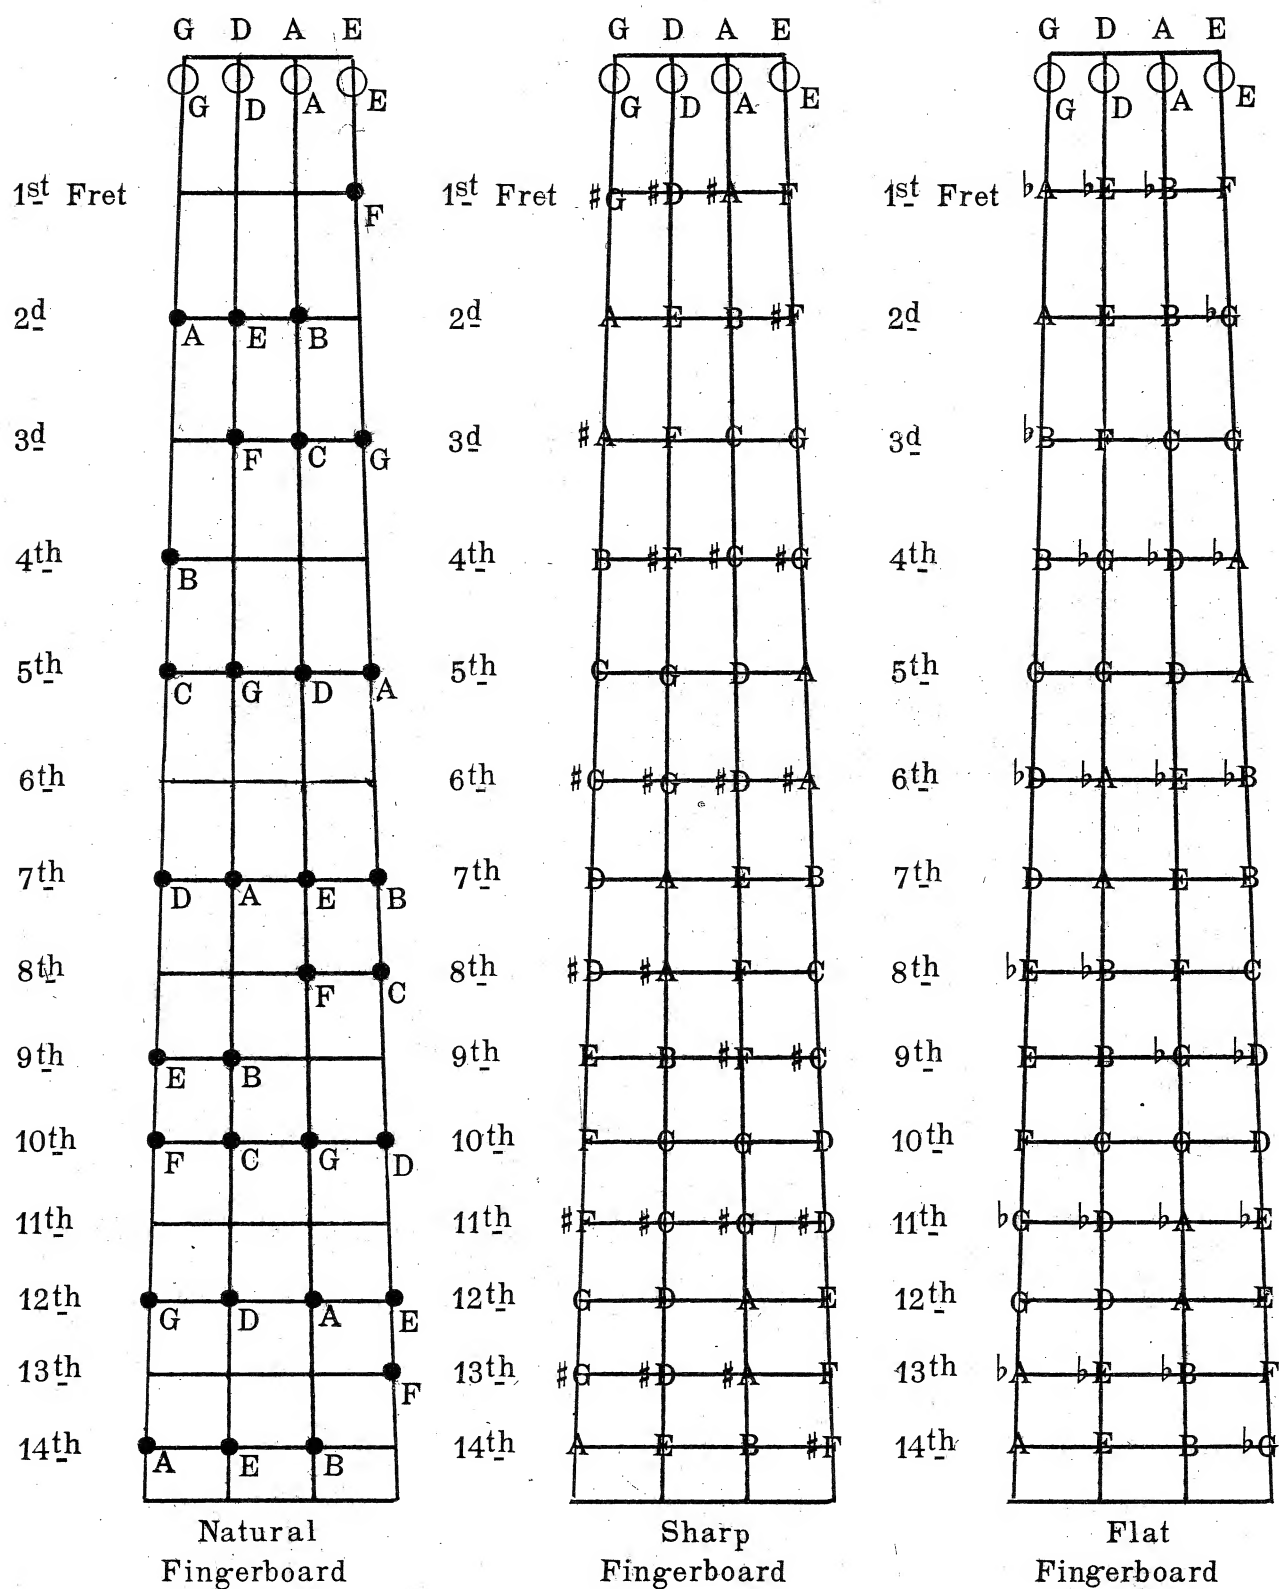 G D A E
G D A E
1st Fret F
2d A E B
3d F C G
4th B
5th C G D A
6th
7th D A E B
8th F C
9th E B
10th F C G D
11th
12th G D A E
13th F
14th A E B
Natural
Fingerboard
G D A E
G D A E
1st Fret ♯G ♯D ♯A F
2d A E B ♯F
3d ♯A F C G
4th B ♯F ♯C ♯G
5th C G D A
6th ♯C ♯G ♯D ♯A
7th D A E B
8th ♯D ♯A F C
9th E B ♯F ♯C
10th F C G D
11th ♯F ♯C ♯G ♯D
12th G D A E
13th ♯G ♯D ♯A F
14th A E B ♯F
Sharp
Fingerboard
G D A E
G D A E
1st Fret ♭A ♭E ♭B F
2d A E B ♭G
3d ♭B F C G
4th B ♭G ♭D ♭A
5th C G D A
6th ♭D ♭A ♭E ♭B
7th D A E B
8th ♭E ♭B F C
9th E B ♭G ♭D
10th F C G D
11th ♭G ♭D ♭A ♭E
12th G D A E
13th ♭A ♭E ♭B F
14th A E B ♭G
Flat
Fingerboard